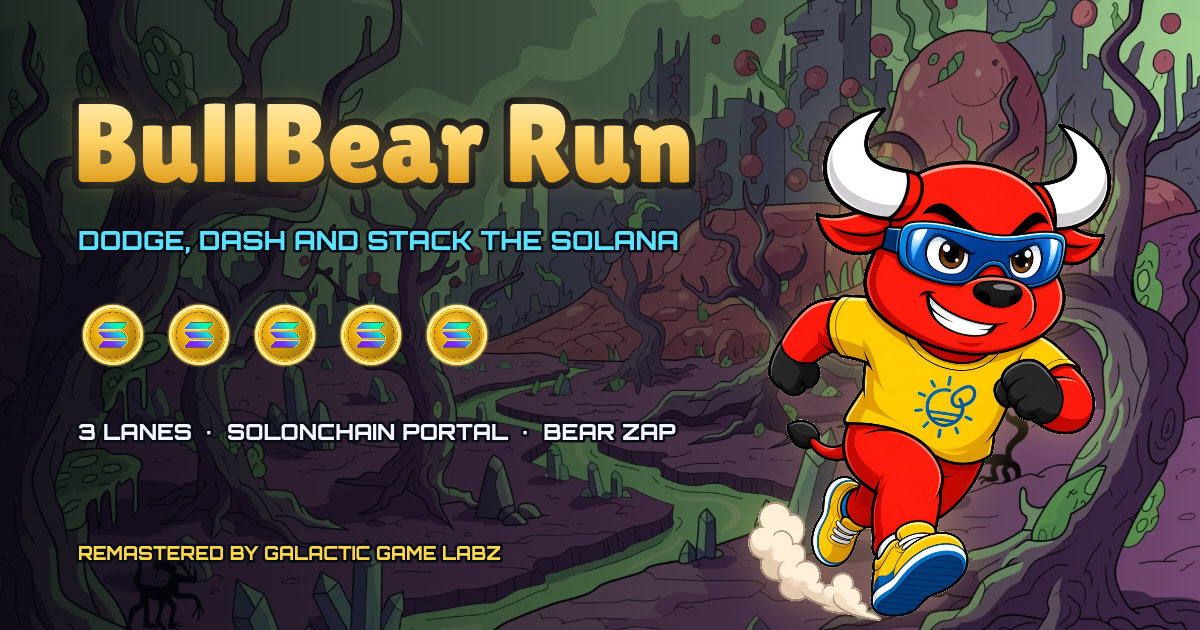 BullBear Run
DODGE, DASH AND STACK THE SOLANA
3 LANES · SOLONCHAIN PORTAL · BEAR ZAP
REMASTERED BY GALACTIC GAME LABZ